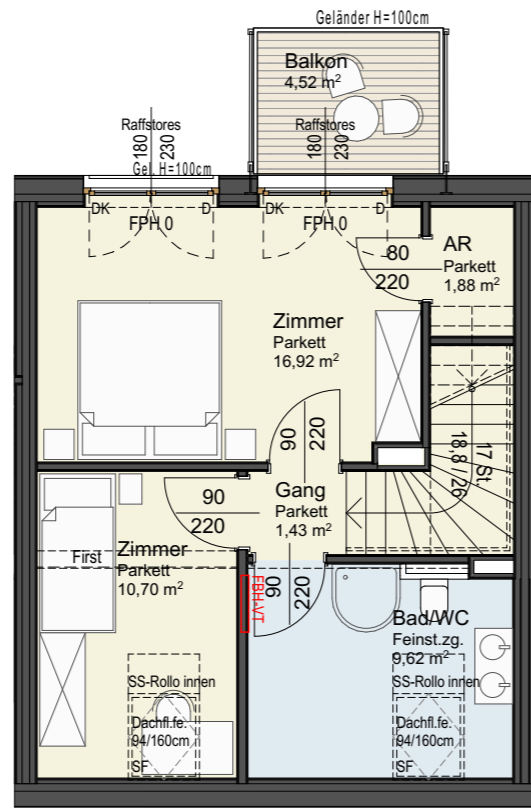 Geländer H=100cm
Balkon
4,52 m²
Raffstores
180
230
Gel. H=100cm
Raffstores
180
230
DK
D
FPH 0
DK
D
FPH 0
80
220
AR
Parkett
1,88 m²
Zimmer
Parkett
16,92 m²
90
220
17 St.
18,8 / 26
90
220
Gang
Parkett
1,43 m²
First
Zimmer
Parkett
10,70 m²
FBH-VT
90
220
Bad/WC
Feinst.zg.
9,62 m²
SS-Rollo innen
Dachfl.fe.
94/160cm
SF
SS-Rollo innen
Dachfl.fe.
94/160cm
SF